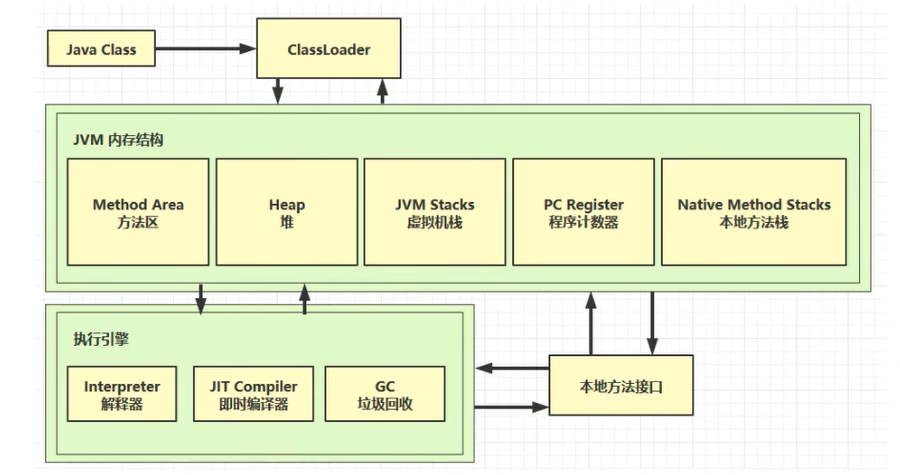 Java Class
ClassLoader
JVM 内存结构
Method Area
方法区
Heap
堆
JVM Stacks
虚拟机栈
PC Register
程序计数器
Native Method Stacks
本地方法栈
执行引擎
Interpreter
解释器
JIT Compiler
即时编译器
GC
垃圾回收
本地方法接口